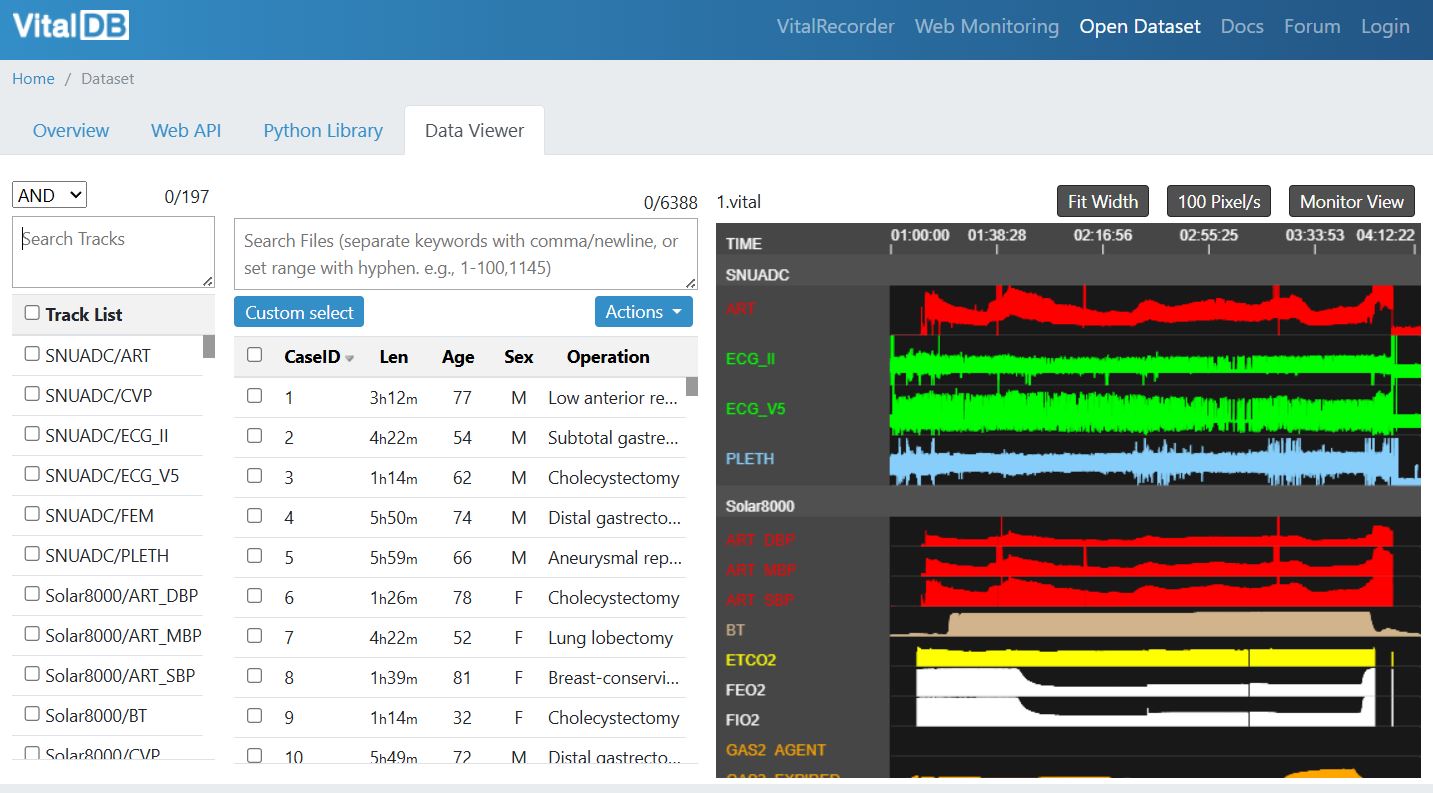 VitalDB
VitalRecorder Web Monitoring Open Dataset Docs Forum Login
Home / Dataset
Overview Web API Python Library Data Viewer
AND 0/197
Search Tracks
Track List
SNUADC/ART
SNUADC/CVP
SNUADC/ECG_II
SNUADC/ECG_V5
SNUADC/FEM
SNUADC/PLETH
Solar8000/ART_DBP
Solar8000/ART_MBP
Solar8000/ART_SBP
Solar8000/BT
Solar8000/CVP
0/6388
Search Files (separate keywords with comma/newline, or
set range with hyphen. e.g., 1-100,1145)
Custom select Actions
CaseID Len Age Sex Operation
1 3h12m 77 M Low anterior re...
2 4h22m 54 M Subtotal gastre...
3 1h14m 62 M Cholecystectomy
4 5h50m 74 M Distal gastrecto...
5 5h59m 66 M Aneurysmal rep...
6 1h26m 78 F Cholecystectomy
7 4h22m 52 F Lung lobectomy
8 1h39m 81 F Breast-conservi...
9 1h14m 32 F Cholecystectomy
10 5h49m 72 M Distal gastrecto...
1.vital Fit Width 100 Pixel/s Monitor View
TIME 01:00:00 01:38:28 02:16:56 02:55:25 03:33:53 04:12:22
SNUADC
ART
ECG_II
ECG_V5
PLETH
Solar8000
ART_DBP
ART_MBP
ART_SBP
BT
ETCO2
FEO2
FIO2
GAS2_AGENT
GAS2_EXPIRED